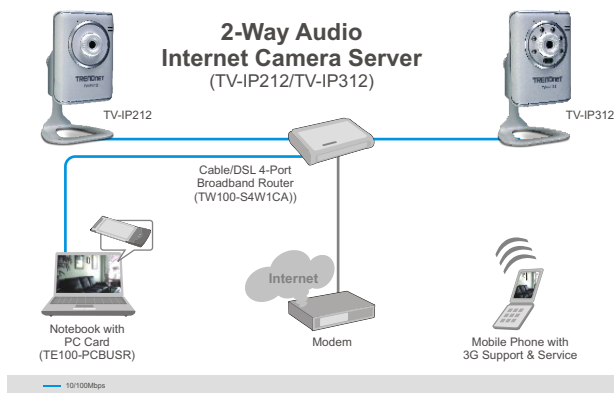 2-Way Audio
Internet Camera Server
(TV-IP212/TV-IP312)
TRENDnet
TRENDnet
TV-IP212
TV-IP312
Cable/DSL 4-Port
Broadband Router
(TW100-S4W1CA))
Internet
Notebook with
PC Card
(TE100-PCBUSR)
Modem
Mobile Phone with
3G Support & Service
10/100Mbps